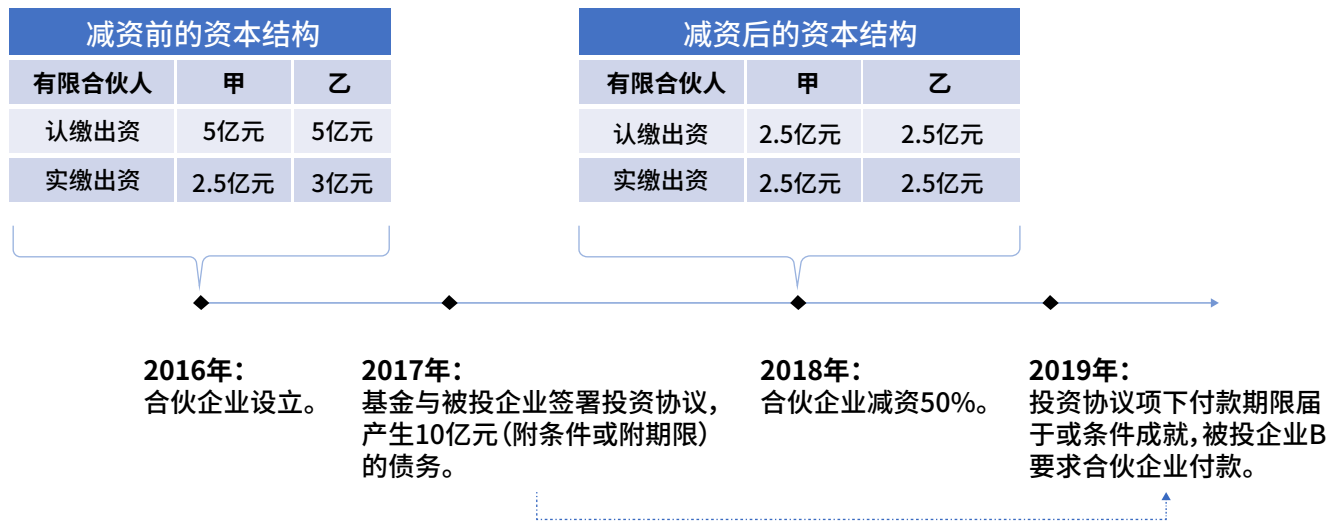 减资前的资本结构
有限合伙人 甲 乙
认缴出资 5亿元 5亿元
实缴出资 2.5亿元 3亿元
减资后的资本结构
有限合伙人 甲 乙
认缴出资 2.5亿元 2.5亿元
实缴出资 2.5亿元 2.5亿元
2016年：
合伙企业设立。
2017年：
基金与被投企业签署投资协议，
产生10亿元（附条件或附期限）
的债务。
2018年：
合伙企业减资50%。
2019年：
投资协议项下付款期限届
于或条件成就，被投企业B
要求合伙企业付款。